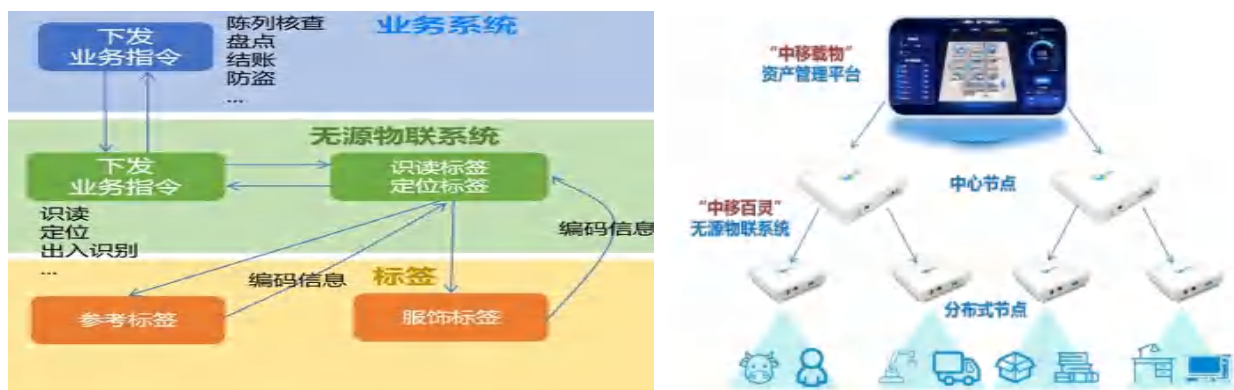 业务系统
下发
业务指令
陈列核查
盘点
结账
防盗
...
无源物联系统
下发
业务指令
识读标签
定位标签
识读
定位
出入识别
...
编码信息
编码信息
标签
参考标签
服饰标签
“中移载物”
资产管理平台
中心节点
“中移百灵”
无源物联系统
分布式节点